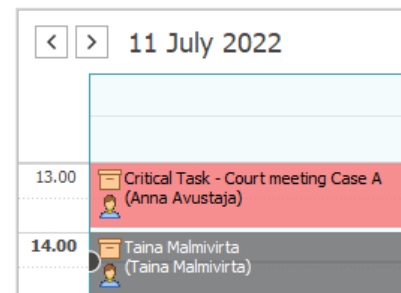 11 July 2022
13.00 Critical Task - Court meeting Case A
(Anna Avustaja)
14.00 Taina Malmivirta
(Taina Malmivirta)